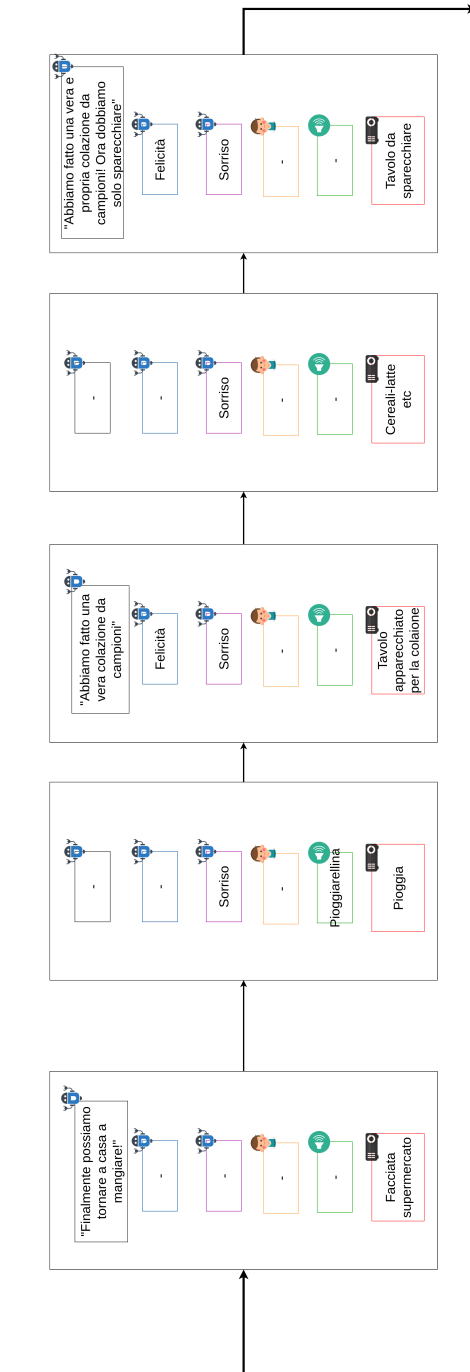 "Finalmente possiamo
tornare a casa a
mangiare!"
-
-
-
-
Facciata
supermercato
-
-
Sorriso
-
Pioggiarellina
Pioggia
"Abbiamo fatto una
vera colazione da
campioni"
Felicità
Sorriso
-
-
Tavolo
apparecchiato
per la colaione
-
-
Sorriso
-
-
Cereali-latte
etc
"Abbiamo fatto una vera e
propria colazione da
campioni! Ora dobbiamo
solo sparecchiare"
Felicità
Sorriso
-
-
Tavolo da
sparecchiare